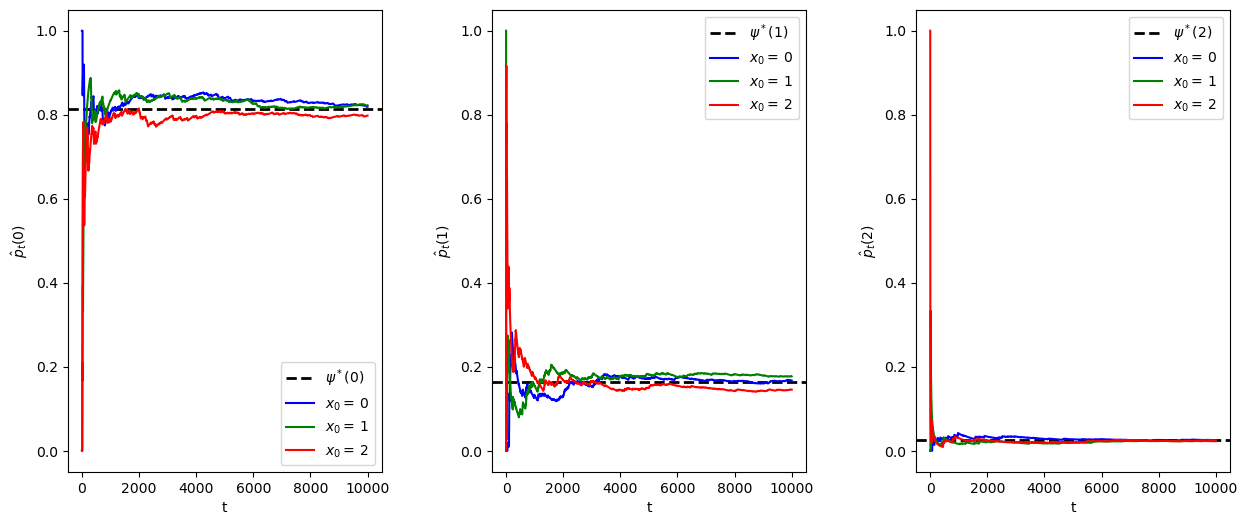 1.0
0.8
0.6
0.4
0.2
0.0
p̂ₜ(0)
ψ*(0)
x₀ = 0
x₀ = 1
x₀ = 2
0 2000 4000 6000 8000 10000
t
1.0
0.8
0.6
0.4
0.2
0.0
p̂ₜ(1)
ψ*(1)
x₀ = 0
x₀ = 1
x₀ = 2
0 2000 4000 6000 8000 10000
t
1.0
0.8
0.6
0.4
0.2
0.0
p̂ₜ(2)
ψ*(2)
x₀ = 0
x₀ = 1
x₀ = 2
0 2000 4000 6000 8000 10000
t